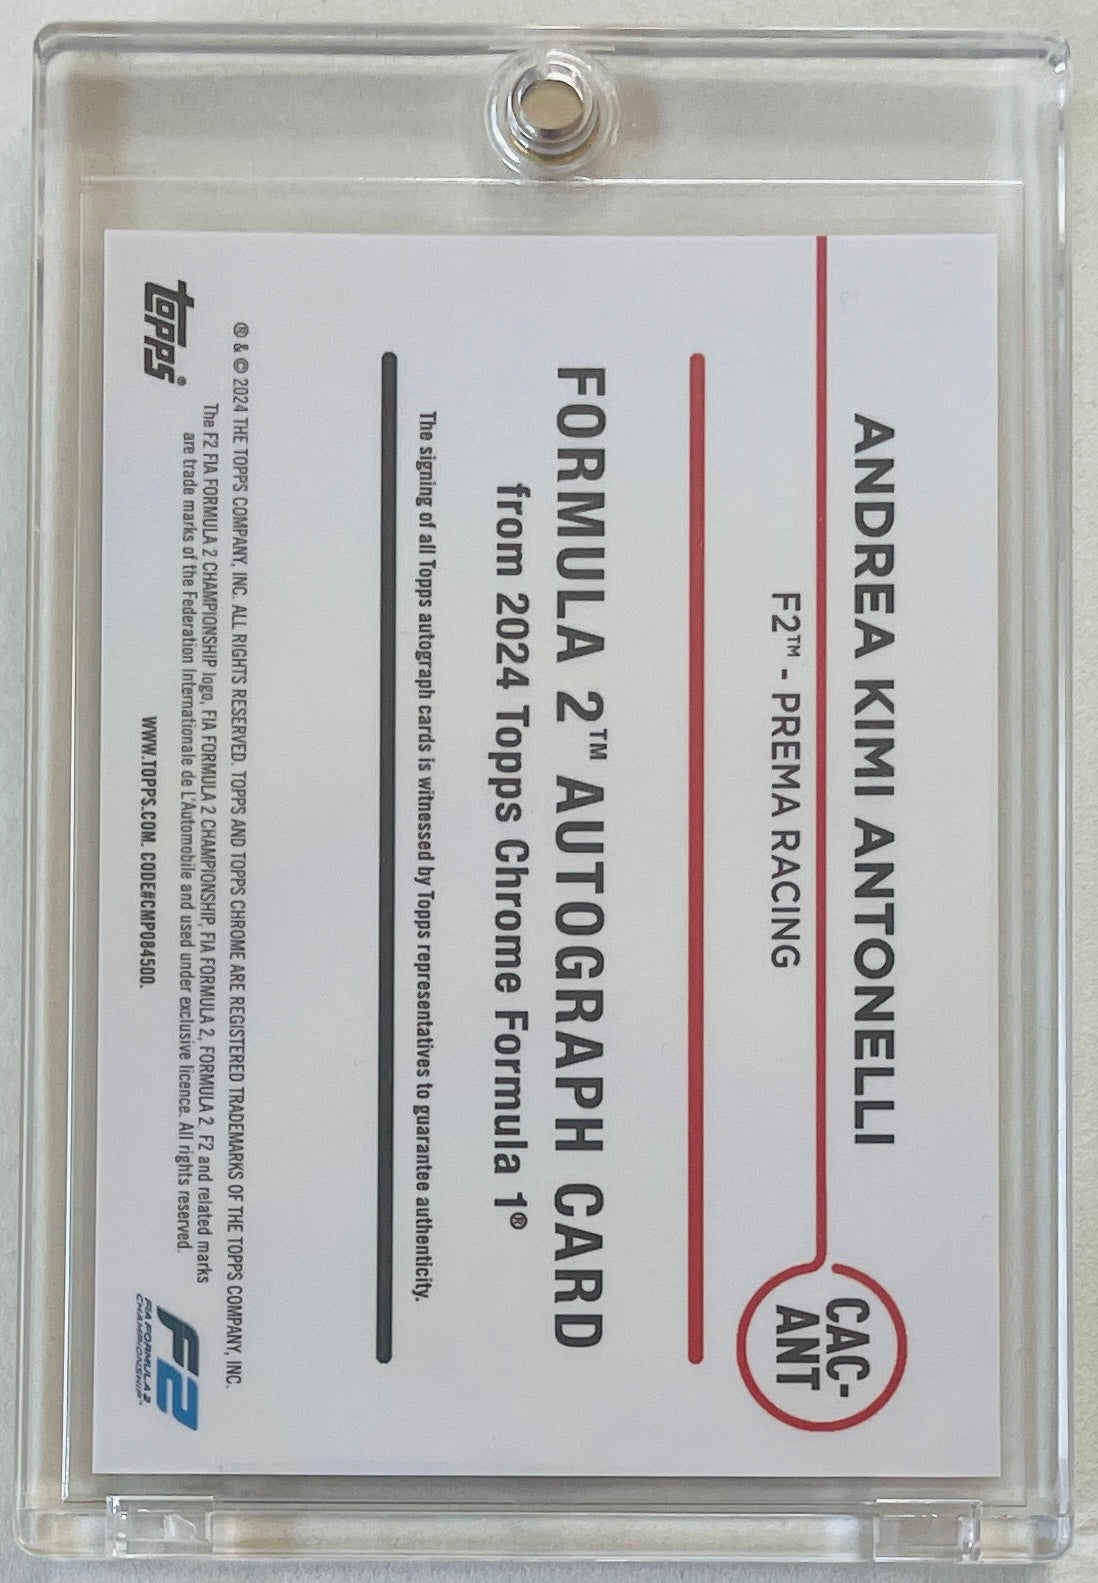 ANDREA KIMI ANTONELLI
CAC-
ANT
F2™ - PREMA RACING
FORMULA 2™ AUTOGRAPH CARD
from 2024 Topps Chrome Formula 1®
The signing of all Topps autograph cards is witnessed by Topps representatives to guarantee authenticity.
® & © 2024 THE TOPPS COMPANY, INC. ALL RIGHTS RESERVED. TOPPS AND TOPPS CHROME ARE REGISTERED TRADEMARKS OF THE TOPPS COMPANY, INC.
The F2 FIA FORMULA 2 CHAMPIONSHIP logo, FIA FORMULA 2 CHAMPIONSHIP, FIA FORMULA 2, FORMULA 2, F2 and related marks
are trade marks of the Federation Internationale de L'Automobile and used under exclusive licence. All rights reserved.
WWW.TOPPS.COM. CODE#CMP084500.
topps®
F2
FIA FORMULA 2
CHAMPIONSHIP™